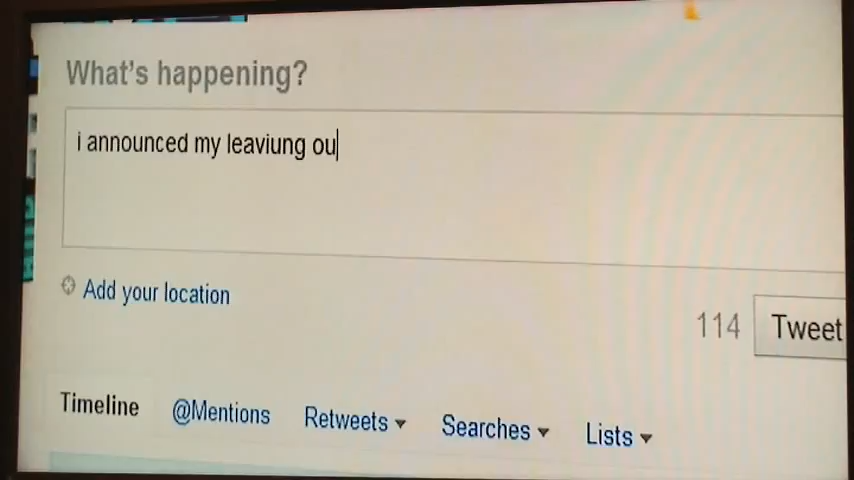 What's happening?
i announced my leaviung ou
Add your location
114 Tweet
Timeline @Mentions Retweets Searches Lists